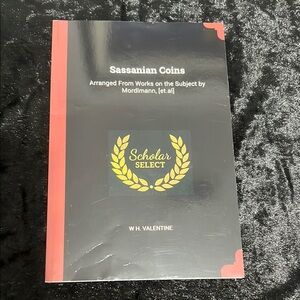 Sassanian Coins
Arranged From Works on the Subject by
Mordtmann, [et.al]
Scholar
SELECT
W H. VALENTINE